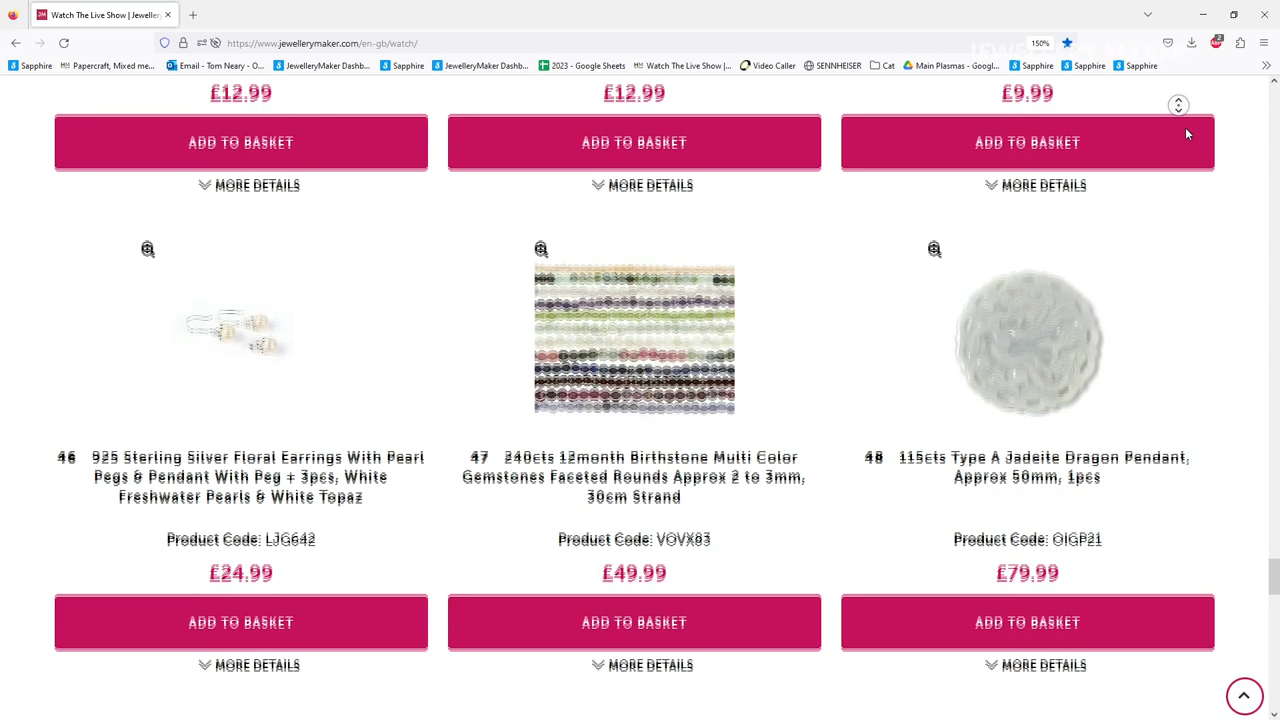 Watch The Live Show | Jeweller
https://www.jewellerymaker.com/en-gb/watch/
150%
2
Sapphire
Papercraft, Mixed me...
Email - Tom Neary - O...
JewelleryMaker Dashb...
Sapphire
JewelleryMaker Dashb...
2023 - Google Sheets
Watch The Live Show |...
Video Caller
SENNHEISER
Cat
Main Plasmas - Googl...
Sapphire
Sapphire
Sapphire
£12.99
£12.99
£9.99
ADD TO BASKET
ADD TO BASKET
ADD TO BASKET
MORE DETAILS
MORE DETAILS
MORE DETAILS
46 925 Sterling Silver Floral Earrings With Pearl
Pegs & Pendant With Peg + 3pcs, White
Freshwater Pearls & White Topaz
47 240cts 12month Birthstone Multi Color
Gemstones Faceted Rounds Approx 2 to 3mm,
30cm Strand
48 115cts Type A Jadeite Dragon Pendant,
Approx 50mm, 1pcs
Product Code: LJG642
Product Code: VOVX83
Product Code: OIGP21
£24.99
£49.99
£79.99
ADD TO BASKET
ADD TO BASKET
ADD TO BASKET
MORE DETAILS
MORE DETAILS
MORE DETAILS